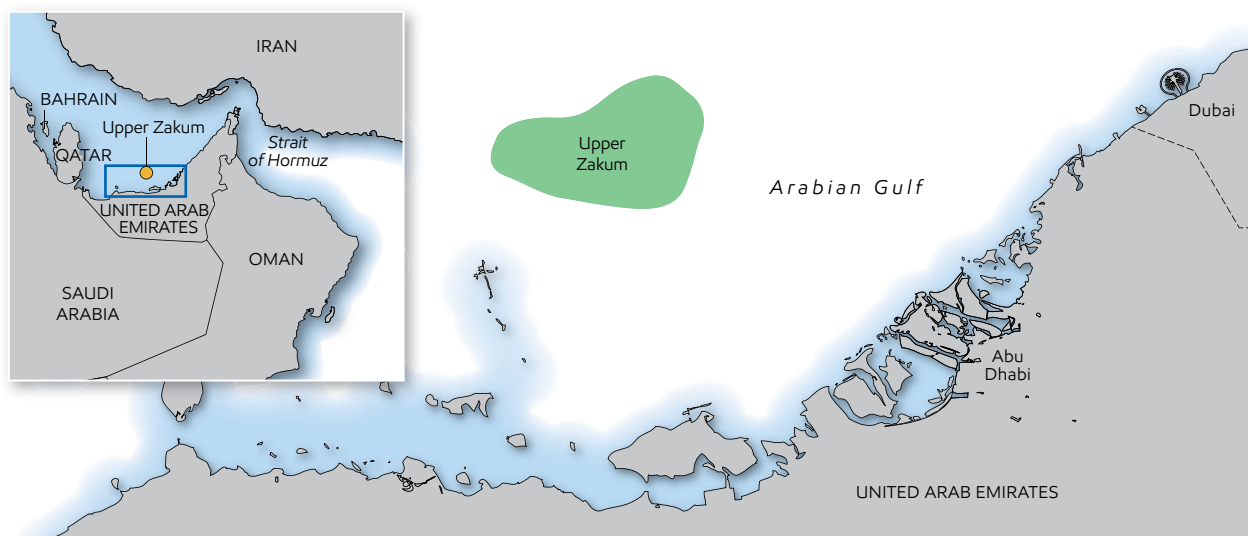 IRAN
BAHRAIN
Upper Zakum
QATAR
Strait
of Hormuz
UNITED ARAB
EMIRATES
OMAN
SAUDI
ARABIA
Upper
Zakum
Arabian Gulf
Dubai
Abu
Dhabi
UNITED ARAB EMIRATES